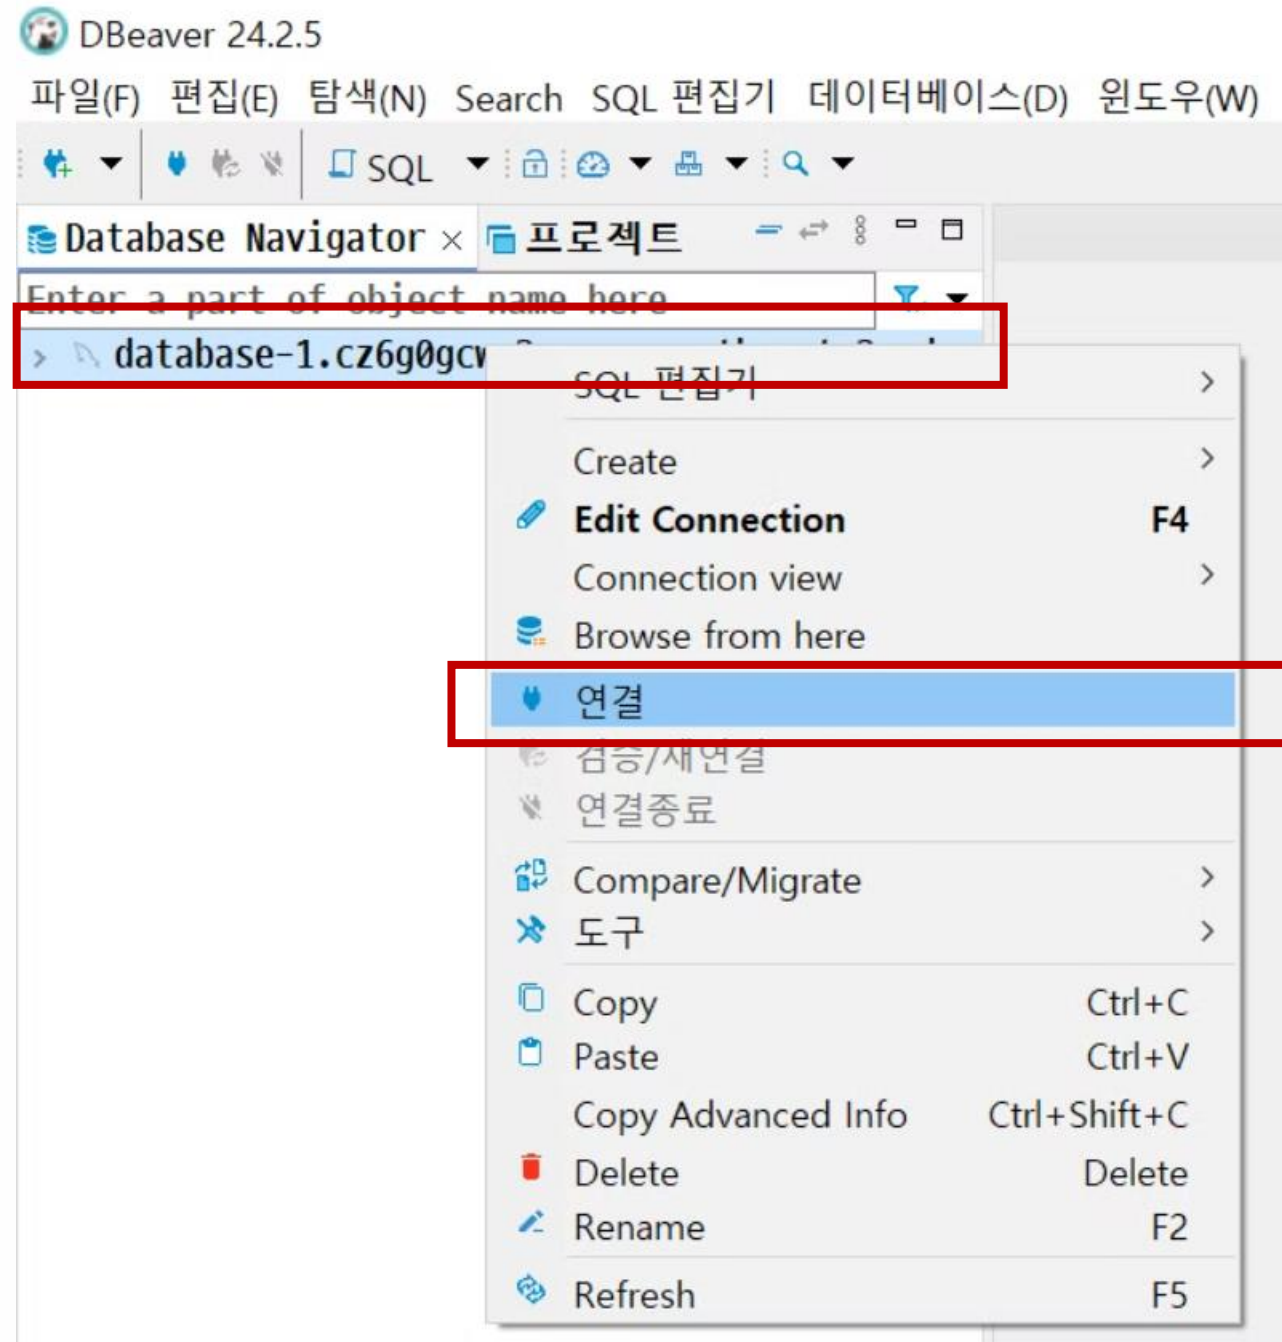 DBeaver 24.2.5
파일(F) 편집(E) 탐색(N) Search SQL 편집기 데이터베이스(D) 윈도우(W)
SQL
Database Navigator × 프로젝트
Enter a part of object name here
SQL 편집기
Create
Edit Connection F4
Connection view
Browse from here
연결
검증/재연결
연결종료
Compare/Migrate
도구
Copy Ctrl+C
Paste Ctrl+V
Copy Advanced Info Ctrl+Shift+C
Delete Delete
Rename F2
Refresh F5